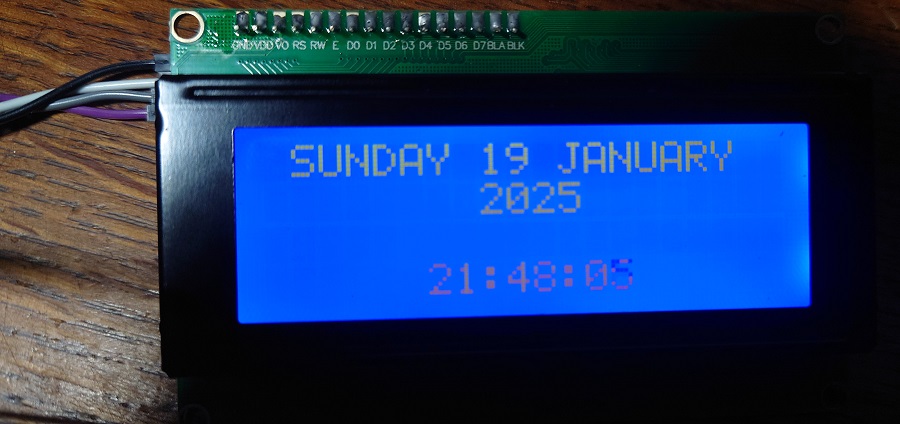 GND VDD VO RS RW E D0 D1 D2 D3 D4 D5 D6 D7 BLA BLK
SUNDAY 19 JANUARY
2025
21:48:05